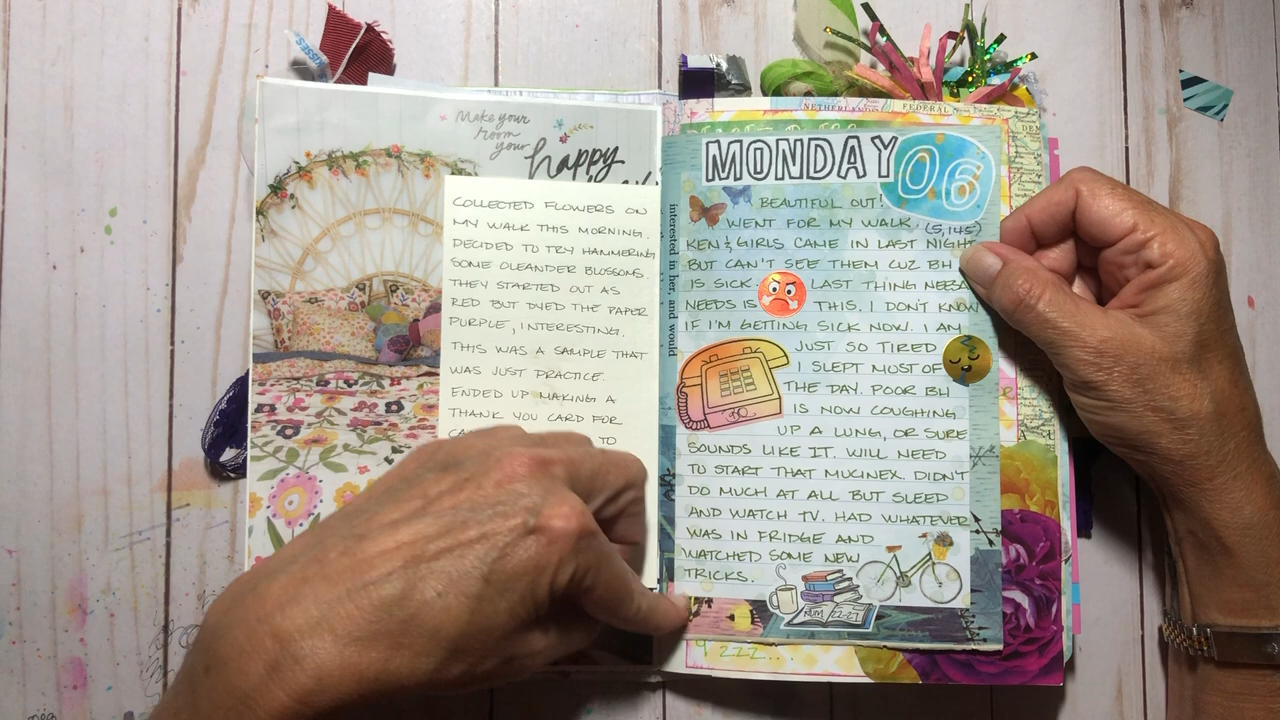 KISSES
Make your
room
your
happy
COLLECTED FLOWERS ON
MY WALK THIS MORNING.
DECIDED TO TRY HAMMERING
SOME OLEANDER BLOSSOMS.
THEY STARTED OUT AS
RED BUT DYED THE PAPER
PURPLE, INTERESTING.
THIS WAS A SAMPLE THAT
WAS JUST PRACTICE.
ENDED UP MAKING A
THANK YOU CARD FOR
TO
NETHERLANDS
FEDERAL
DEN
MONDAY 06
BEAUTIFUL OUT!
WENT FOR MY WALK. (5,145)
KEN & GIRLS CAME IN LAST NIGHT
BUT CAN'T SEE THEM CUZ BH
IS SICK. LAST THING NEEBA
NEEDS IS THIS. I DON'T KNOW
IF I'M GETTING SICK NOW. I AM
JUST SO TIRED
I SLEPT MOST OF
THE DAY. POOR BH
IS NOW COUGHING
UP A LUNG, OR SURE
SOUNDS LIKE IT. WILL NEED
TO START THAT MUCINEX. DIDN'T
DO MUCH AT ALL BUT SLEEP
AND WATCH TV. HAD WHATEVER
WAS IN FRIDGE AND
WATCHED SOME NEW
TRICKS.
interested in her, and would
NUM 22-27
9 ZZZ...